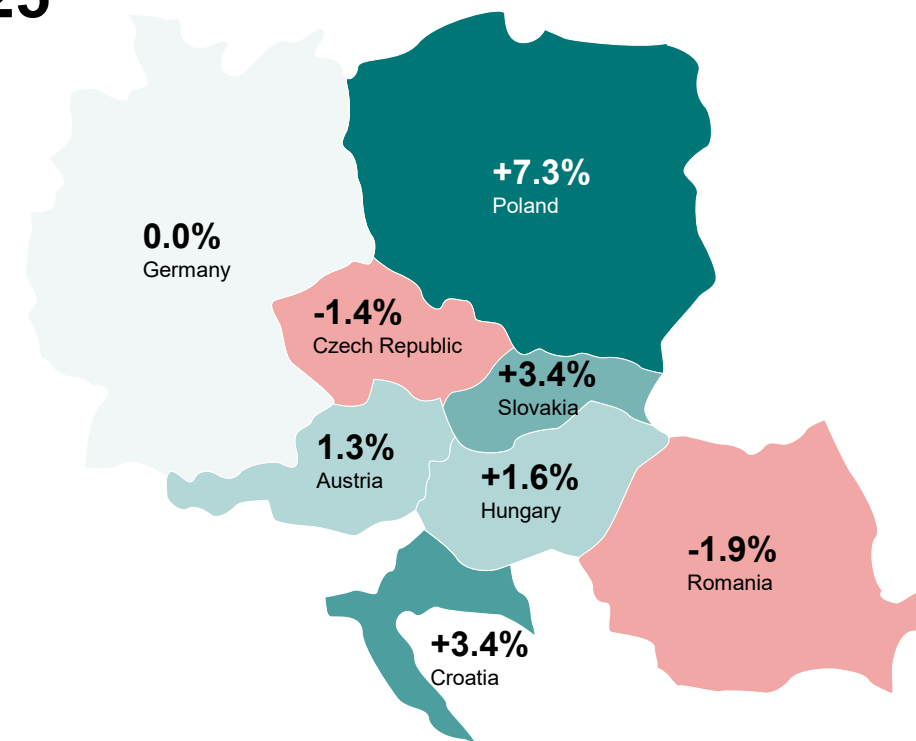 +7.3%
Poland
0.0%
Germany
-1.4%
Czech Republic
+3.4%
Slovakia
1.3%
Austria
+1.6%
Hungary
-1.9%
Romania
+3.4%
Croatia